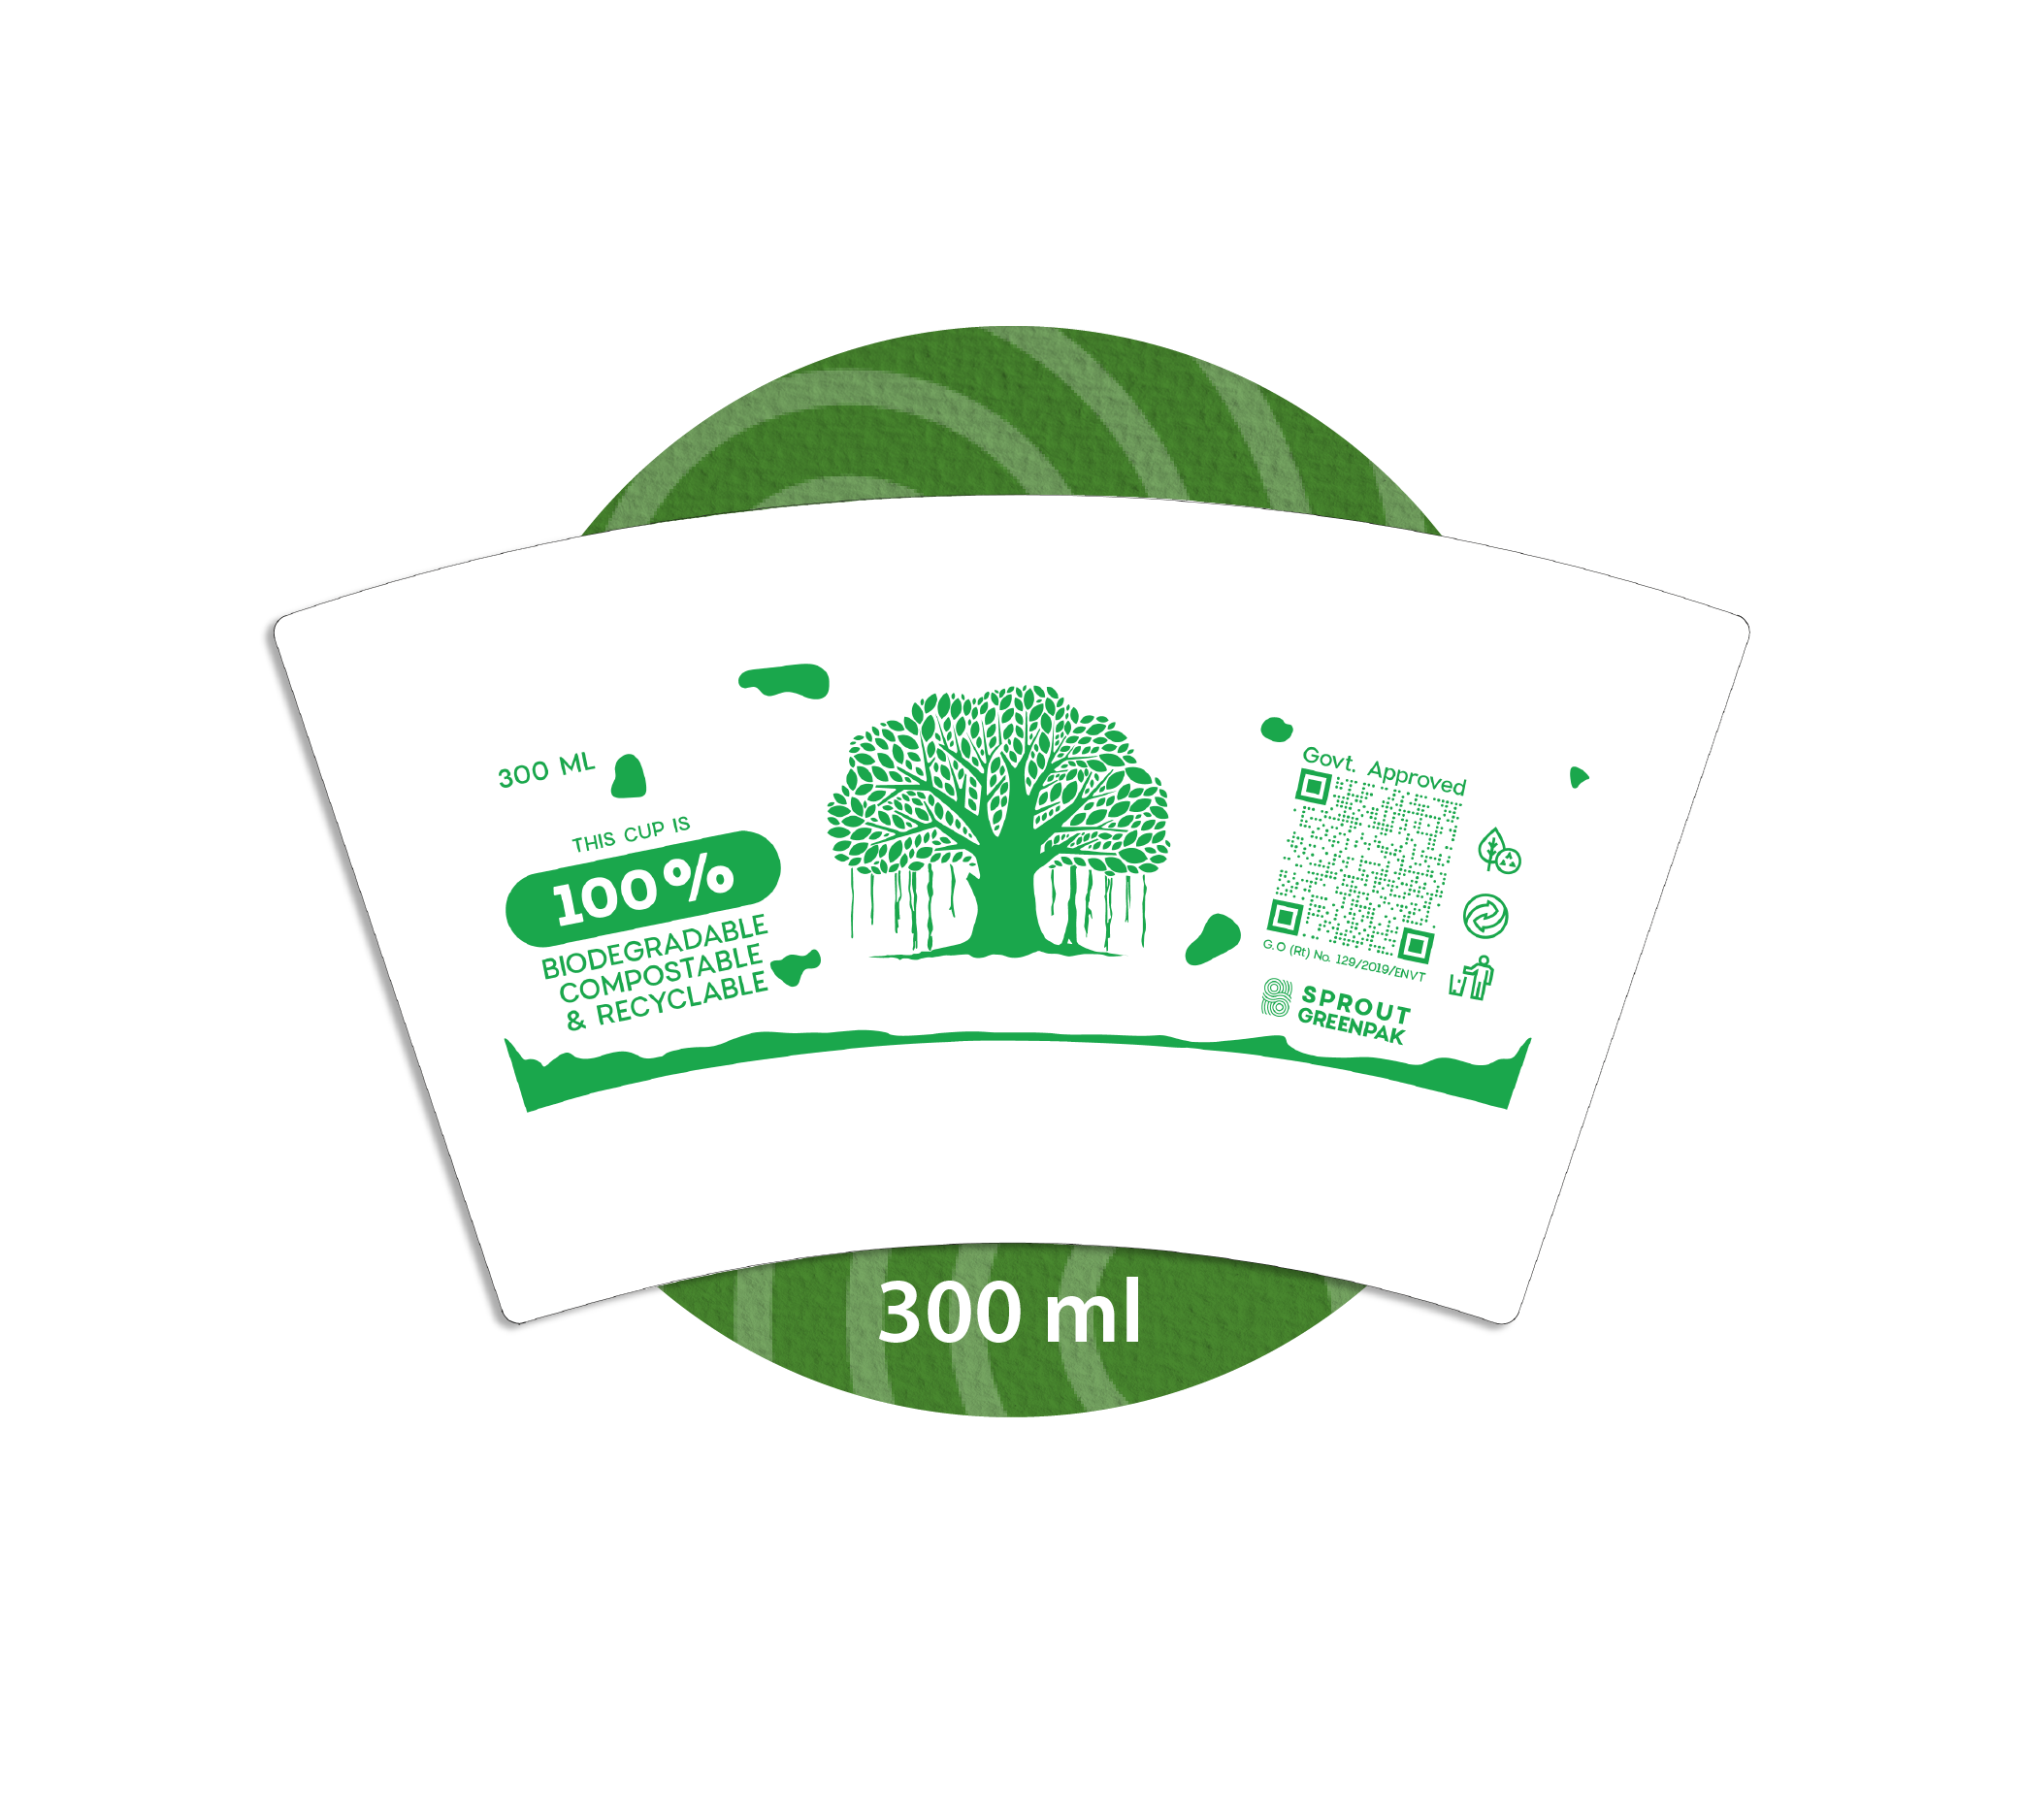 300 ML
THIS CUP IS
100%
BIODEGRADABLE
COMPOSTABLE
& RECYCLABLE
Govt. Approved
G.O (Rt) No. 129/2019/ENVT
SPROUT
GREENPAK
300 ml